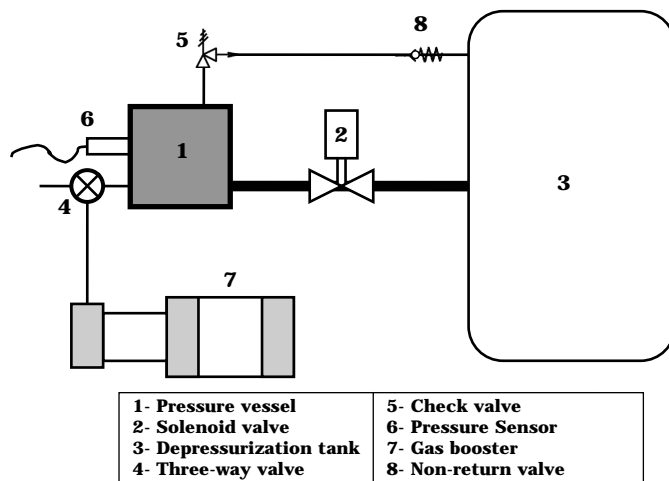 5
8
6
2
1
3
4
7
1- Pressure vessel
2- Solenoid valve
3- Depressurization tank
4- Three-way valve
5- Check valve
6- Pressure Sensor
7- Gas booster
8- Non-return valve